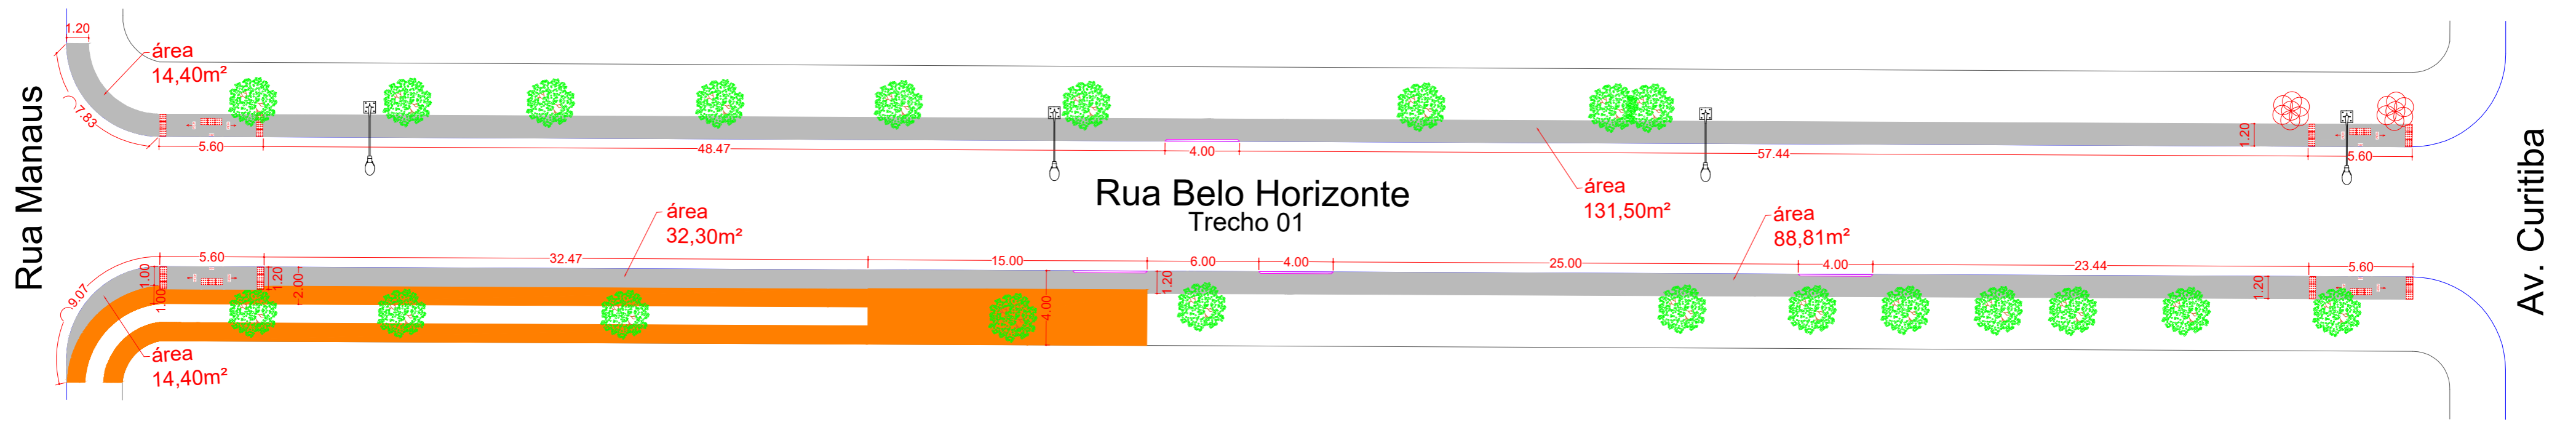 1.20
área
14,40m²
7.83
5.60
48.47
4.00
57.44
5.60
1.20
área
131,50m²
Rua Manaus
Rua Belo Horizonte
Trecho 01
Av. Curitiba
área
32,30m²
área
88,81m²
5.60
32.47
15.00
6.00
4.00
25.00
4.00
23.44
5.60
9.07
1.00
1.00
1.20
2.00
4.00
1.20
1.20
área
14,40m²